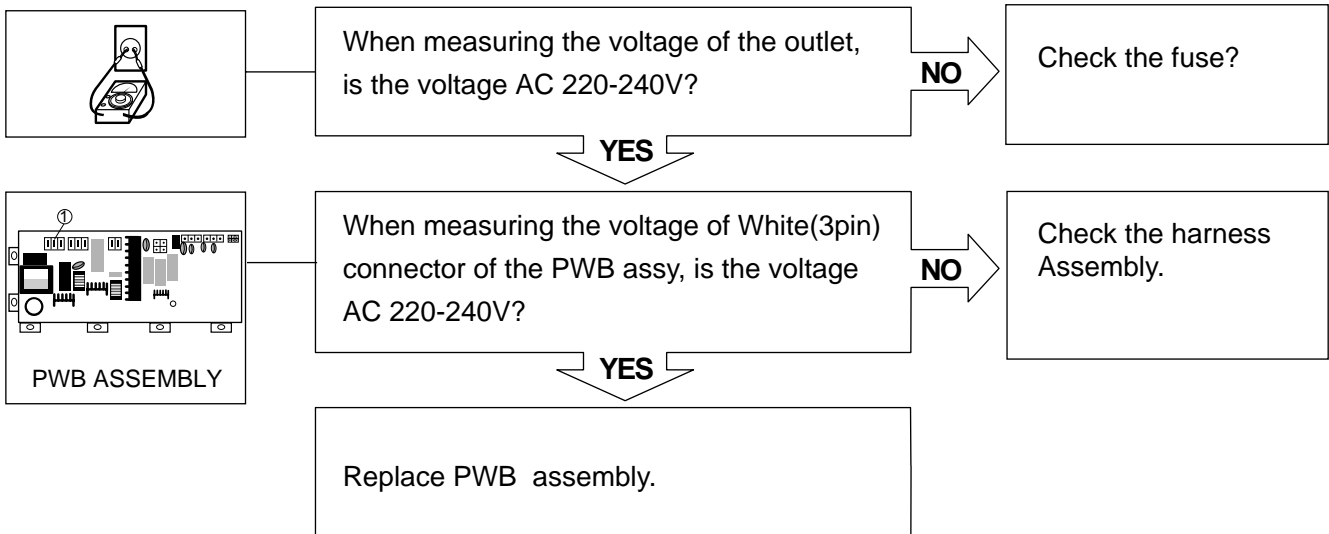 When measuring the voltage of the outlet,
is the voltage AC 220-240V?
NO
Check the fuse?
YES
①
PWB ASSEMBLY
When measuring the voltage of White(3pin)
connector of the PWB assy, is the voltage
AC 220-240V?
NO
Check the harness
Assembly.
YES
Replace PWB assembly.